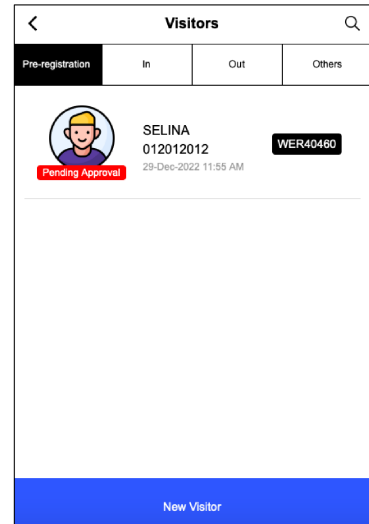 Visitors
Pre-registration In Out Others
SELINA
012012012
WER40460
29-Dec-2022 11:55 AM
Pending Approval
New Visitor